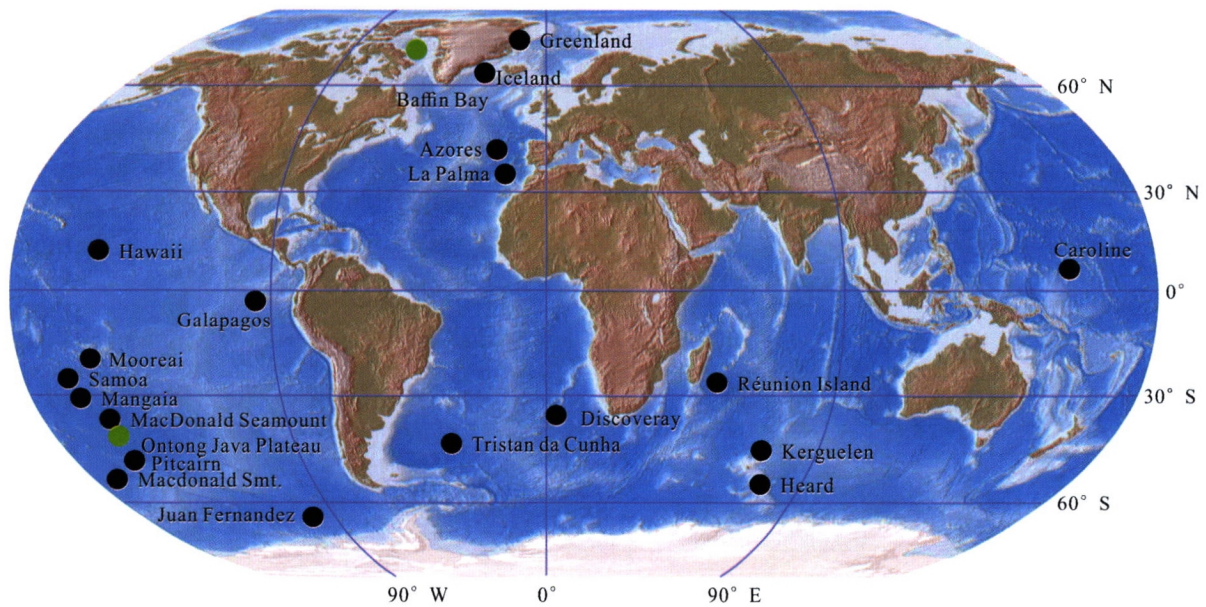 Greenland
Iceland
60° N
Baffin Bay
Azores
La Palma
30° N
Hawaii
Caroline
0°
Galapagos
Mooreai
Samoa
Réunion Island
Mangaia
30° S
MacDonald Seamount
Discoveray
Ontong Java Plateau
Tristan da Cunha
Kerguelen
Pitcairn
Macdonald Smt.
Heard
60° S
Juan Fernandez
90° W
0°
90° E